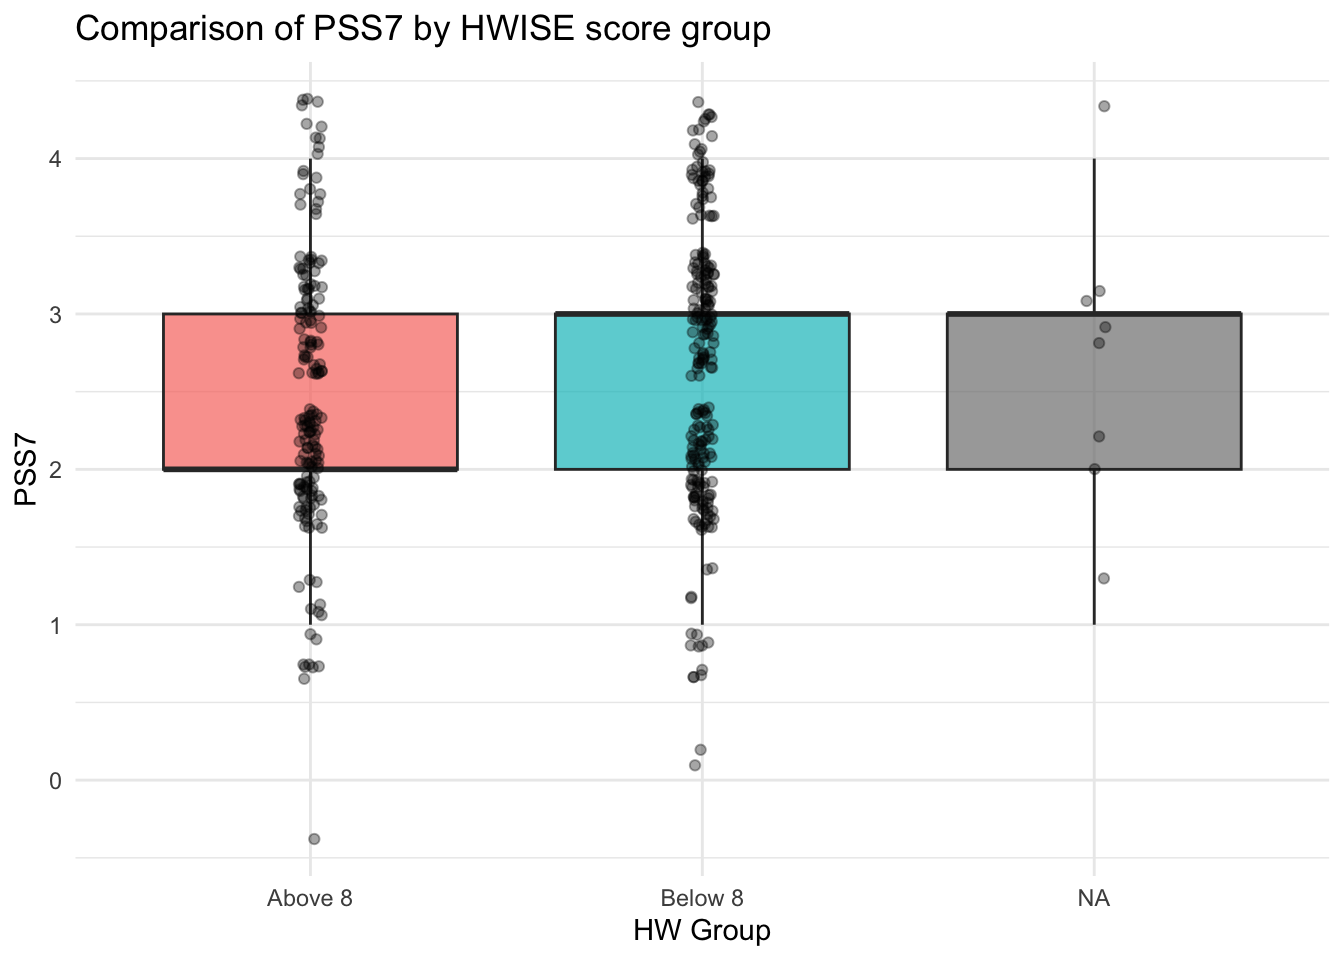 Comparison of PSS7 by HWISE score group
PSS7
4
3
2
1
0
Above 8
Below 8
NA
HW Group